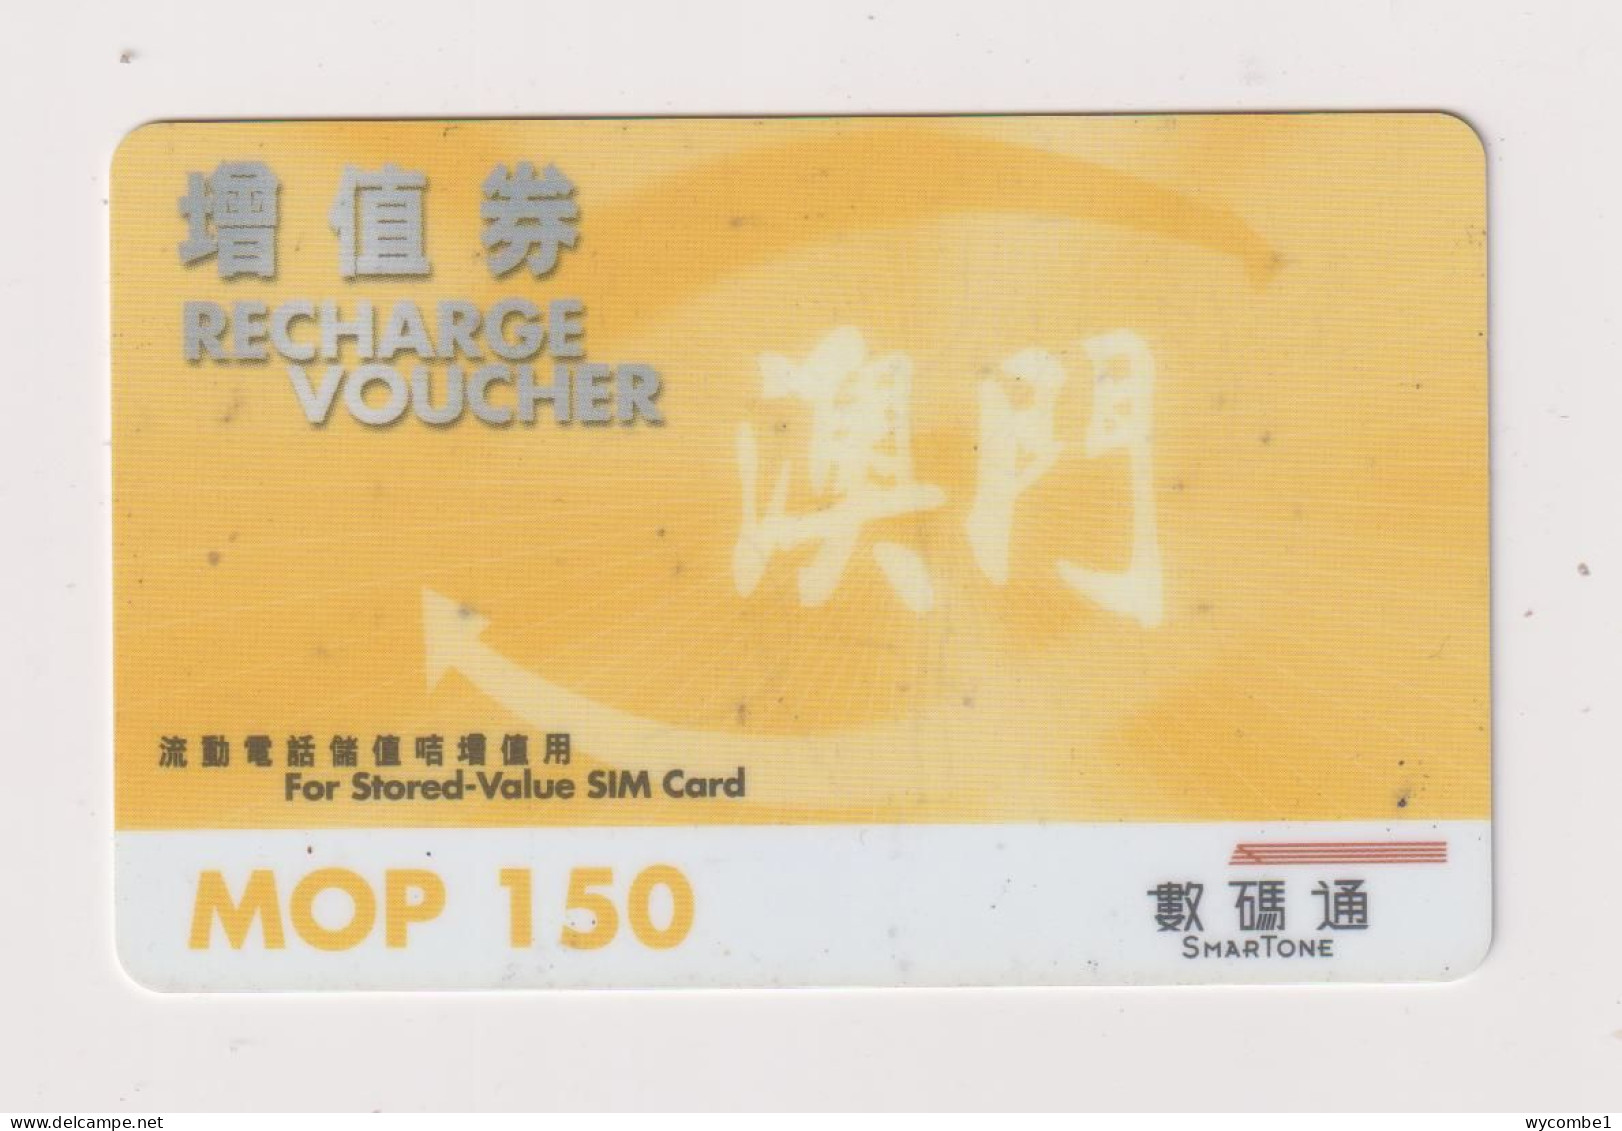 增值券
RECHARGE
VOUCHER
澳門
流動電話儲值咭增值用
For Stored-Value SIM Card
MOP 150
數碼通
SMARTONE
www.delcampe.net
wycombe1